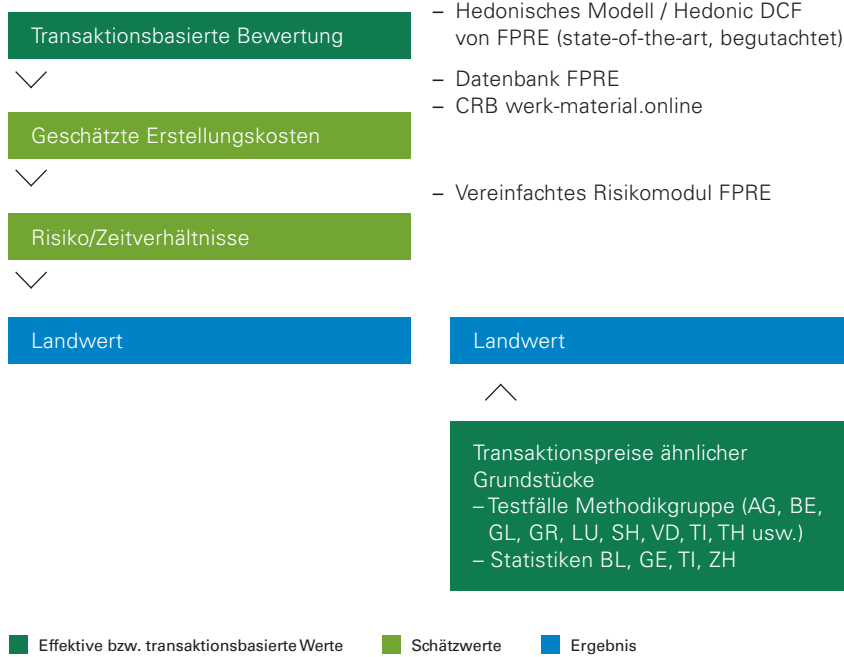 Transaktionsbasierte Bewertung
– Hedonisches Modell / Hedonic DCF
von FPRE (state-of-the-art, begutachtet)
– Datenbank FPRE
– CRB werk-material.online
Geschätzte Erstellungskosten
– Vereinfachtes Risikomodul FPRE
Risiko/Zeitverhältnisse
Landwert
Landwert
Transaktionspreise ähnlicher
Grundstücke
– Testfälle Methodikgruppe (AG, BE,
GL, GR, LU, SH, VD, TI, TH usw.)
– Statistiken BL, GE, TI, ZH
Effektive bzw. transaktionsbasierte Werte
Schätzwerte
Ergebnis